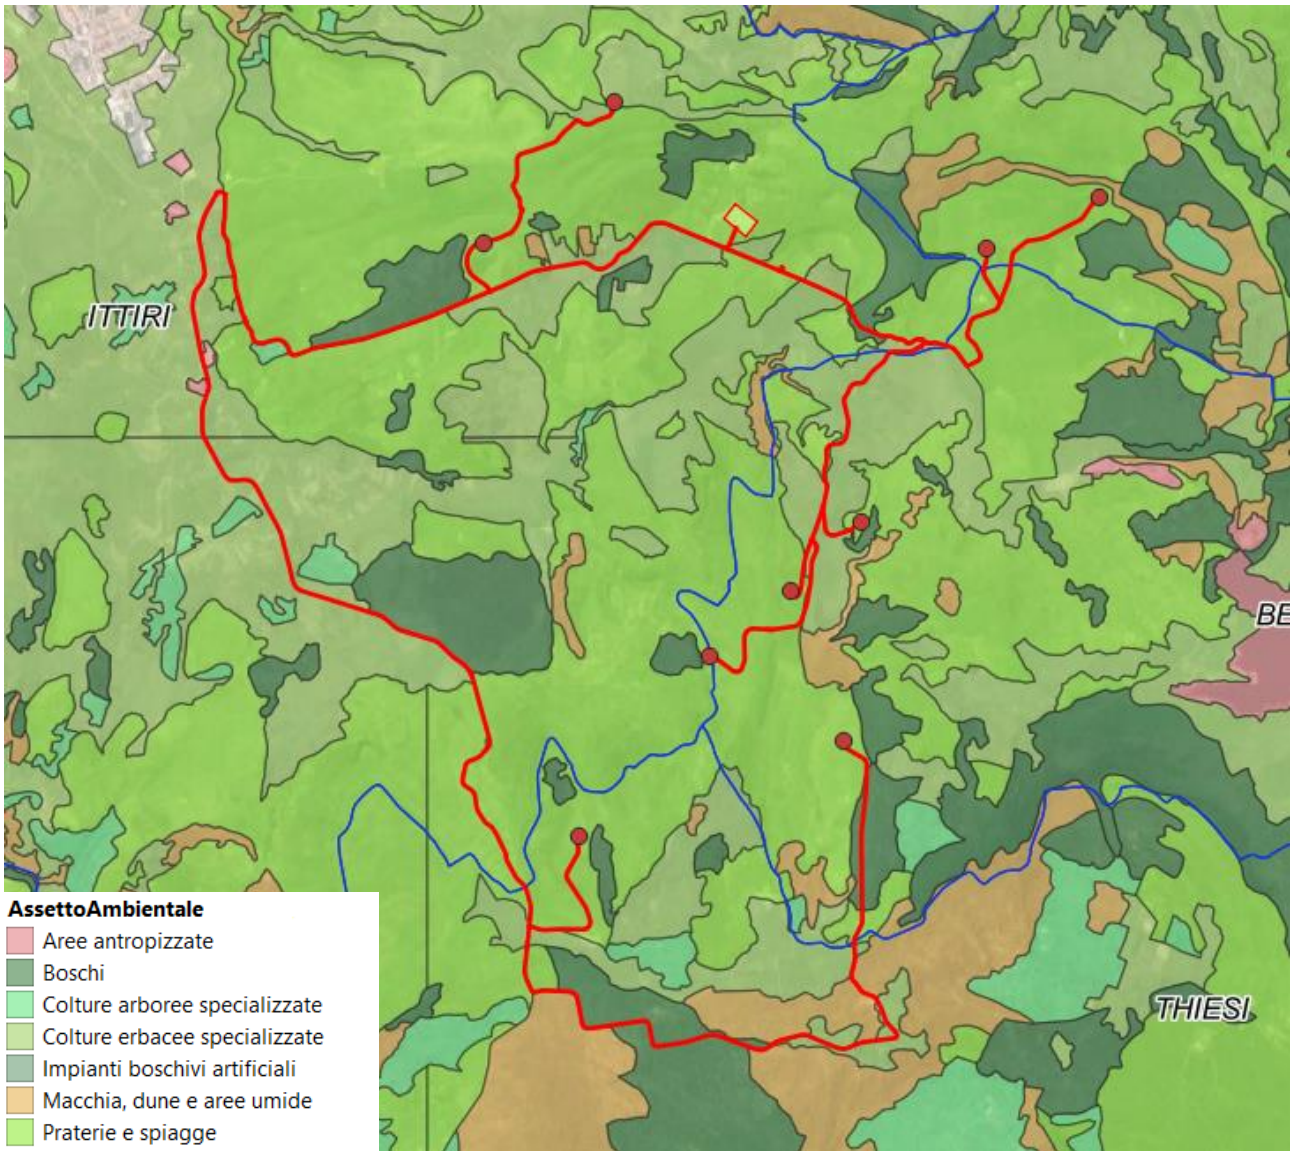 ITTIRI
BE
THIESI
AssettoAmbientale
Aree antropizzate
Boschi
Colture arboree specializzate
Colture erbacee specializzate
Impianti boschivi artificiali
Macchia, dune e aree umide
Praterie e spiagge